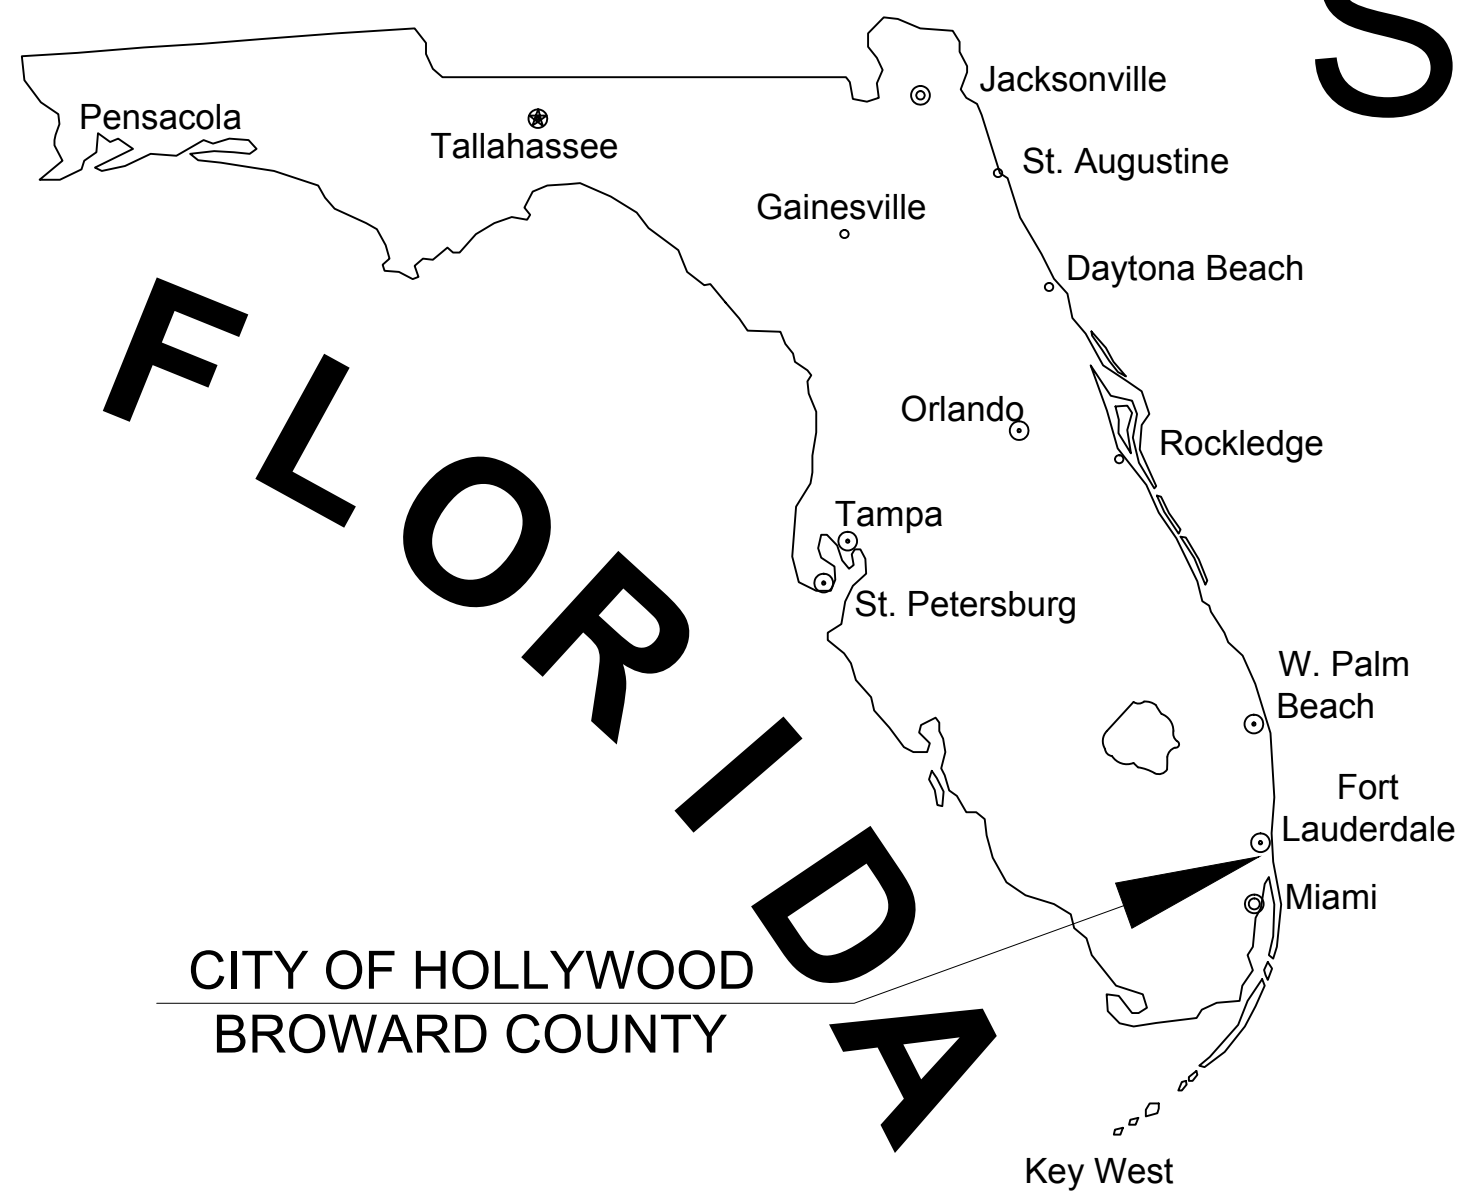 S
Jacksonville
Pensacola
Tallahassee
St. Augustine
Gainesville
Daytona Beach
FLORIDA
Orlando
Rockledge
Tampa
St. Petersburg
W. Palm
Beach
Fort
Lauderdale
Miami
CITY OF HOLLYWOOD
BROWARD COUNTY
Key West